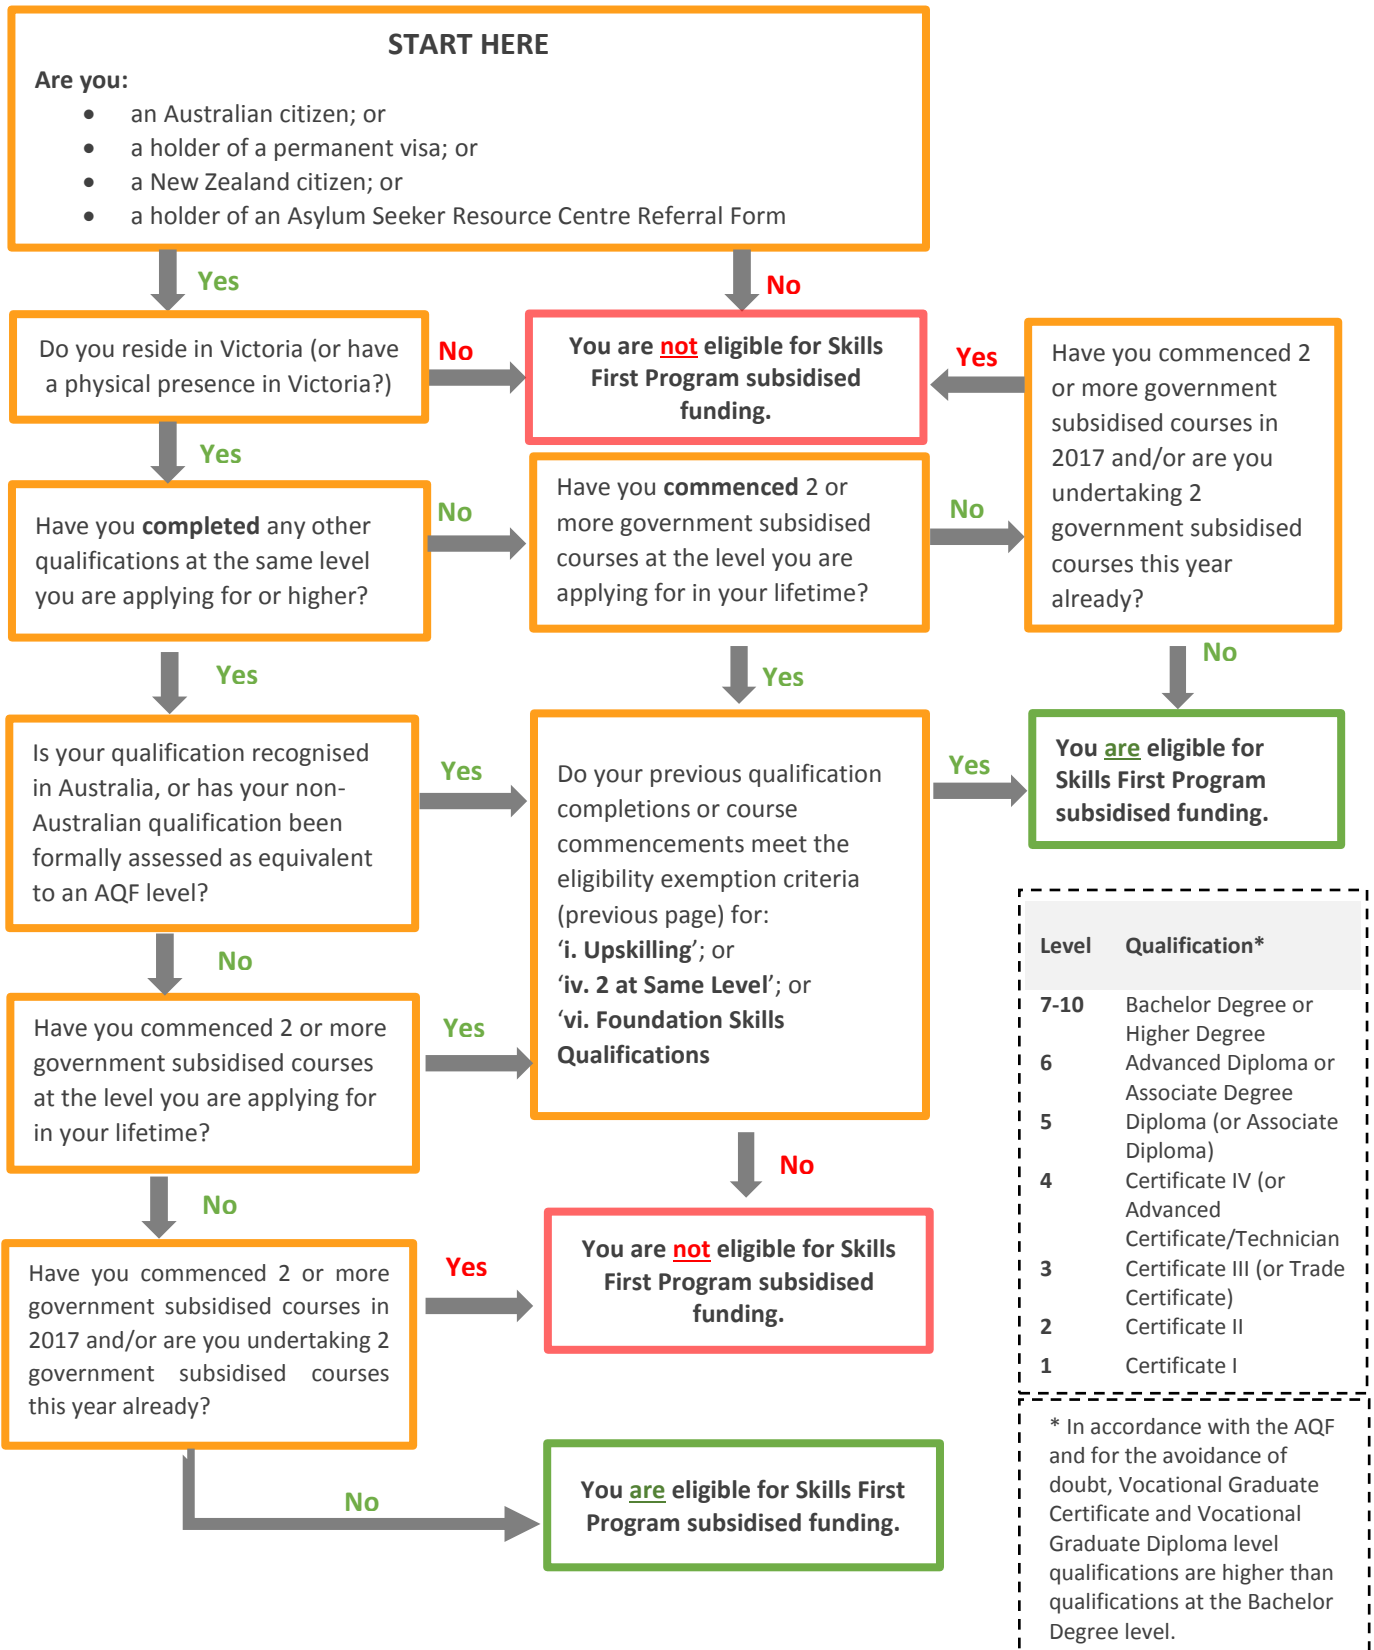 START HERE
Are you:
• an Australian citizen; or
• a holder of a permanent visa; or
• a New Zealand citizen; or
• a holder of an Asylum Seeker Resource Centre Referral Form
Yes
No
Do you reside in Victoria (or have
a physical presence in Victoria?)
No
You are not eligible for Skills
First Program subsidised
funding.
Yes
Have you commenced 2
or more government
subsidised courses in
2017 and/or are you
undertaking 2
government subsidised
courses this year
already?
Yes
Have you completed any other
qualifications at the same level
you are applying for or higher?
No
Have you commenced 2 or
more government subsidised
courses at the level you are
applying for in your lifetime?
No
Yes
Yes
No
Is your qualification recognised
in Australia, or has your non-
Australian qualification been
formally assessed as equivalent
to an AQF level?
Yes
Do your previous qualification
completions or course
commencements meet the
eligibility exemption criteria
(previous page) for:
‘i. Upskilling’; or
‘iv. 2 at Same Level’; or
‘vi. Foundation Skills
Qualifications
Yes
You are eligible for
Skills First Program
subsidised funding.
No
Have you commenced 2 or more
government subsidised courses
at the level you are applying for
in your lifetime?
Yes
No
No
Have you commenced 2 or more
government subsidised courses in
2017 and/or are you undertaking 2
government subsidised courses
this year already?
Yes
You are not eligible for Skills
First Program subsidised
funding.
No
You are eligible for Skills First
Program subsidised funding.
Level Qualification*
7-10 Bachelor Degree or
Higher Degree
6 Advanced Diploma or
Associate Degree
5 Diploma (or Associate
Diploma)
4 Certificate IV (or
Advanced
Certificate/Technician
3 Certificate III (or Trade
Certificate)
2 Certificate II
1 Certificate I
* In accordance with the AQF
and for the avoidance of
doubt, Vocational Graduate
Certificate and Vocational
Graduate Diploma level
qualifications are higher than
qualifications at the Bachelor
Degree level.